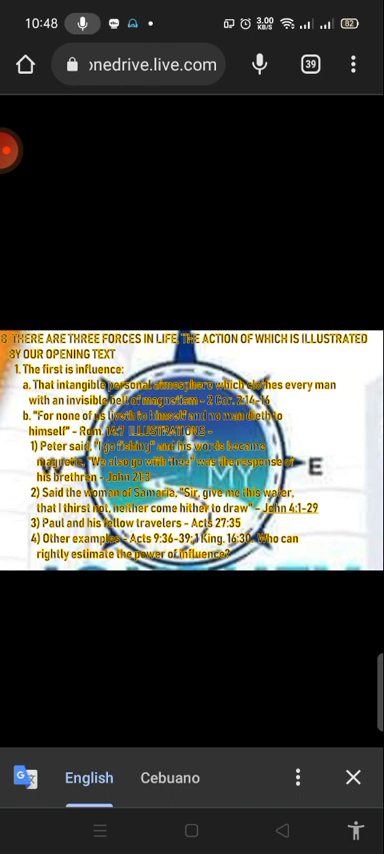 10:48
3.00
KB/S
82
onedrive.live.com
39
8 THERE ARE THREE FORCES IN LIFE, THE ACTION OF WHICH IS ILLUSTRATED
BY OUR OPENING TEXT
1. The first is influence:
a. That intangible personal atmosphere which clothes every man
with an invisible belt of magnetism - 2 Cor. 2:14-16
b. "For none of us liveth to himself and no man dieth to
himself" - Rom. 14:7 ILLUSTRATIONS -
1) Peter said, "I go fishing" and his words became
magnetic, "We also go with thee" was the response of
his brethren - John 21:3
2) Said the woman of Samaria, "Sir, give me this water,
that I thirst not, neither come hither to draw" - John 4:1-29
3) Paul and his fellow travelers - Acts 27:35
4) Other examples - Acts 9:36-39; 1 King. 16:30. Who can
rightly estimate the power of influence?
W
MY
E
English
Cebuano